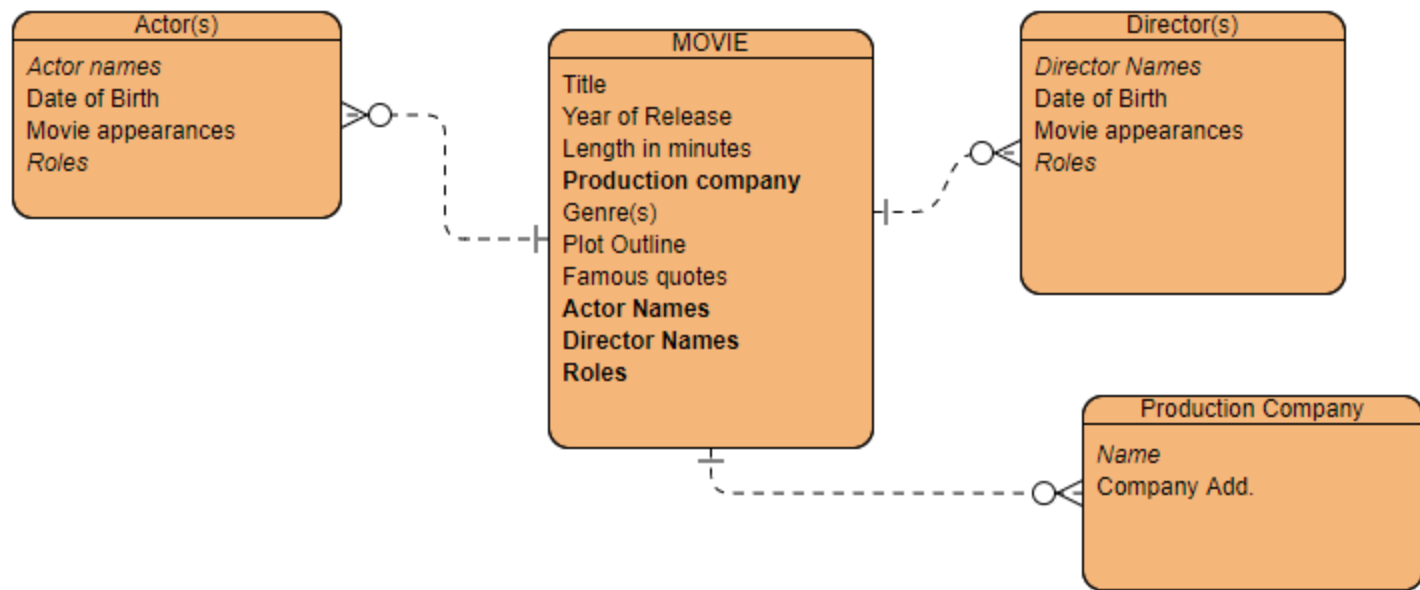 Actor(s)
Actor names
Date of Birth
Movie appearances
Roles
MOVIE
Title
Year of Release
Length in minutes
Production company
Genre(s)
Plot Outline
Famous quotes
Actor Names
Director Names
Roles
Director(s)
Director Names
Date of Birth
Movie appearances
Roles
Production Company
Name
Company Add.